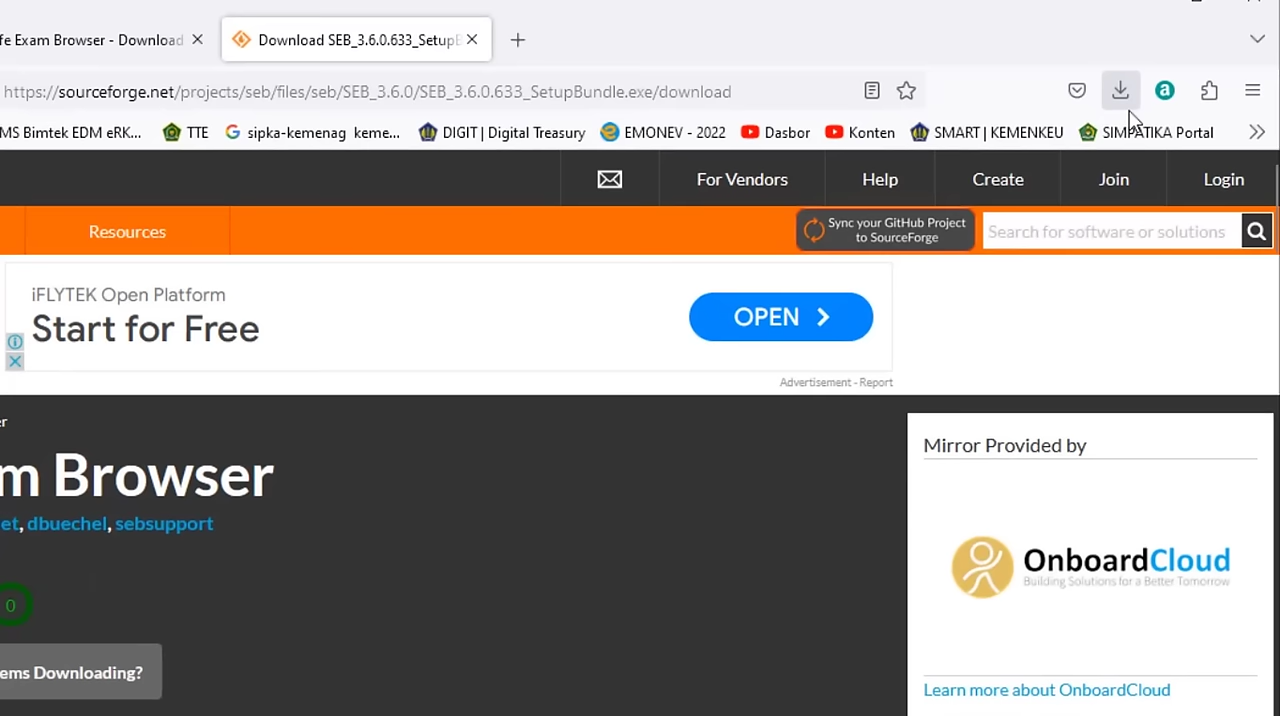 fe Exam Browser - Download
Download SEB_3.6.0.633_SetupB
https://sourceforge.net/projects/seb/files/seb/SEB_3.6.0/SEB_3.6.0.633_SetupBundle.exe/download
a
MS Bimtek EDM eRK...
TTE
sipka-kemenag keme...
DIGIT | Digital Treasury
EMONEV - 2022
Dasbor
Konten
SMART | KEMENKEU
SIMPATIKA Portal
For Vendors
Help
Create
Join
Login
Resources
Sync your GitHub Project
to SourceForge
Search for software or solutions
iFLYTEK Open Platform
Start for Free
OPEN
Advertisement - Report
er
m Browser
et, dbuechel, sebsupport
0
ems Downloading?
Mirror Provided by
OnboardCloud
Building Solutions for a Better Tomorrow
Learn more about OnboardCloud